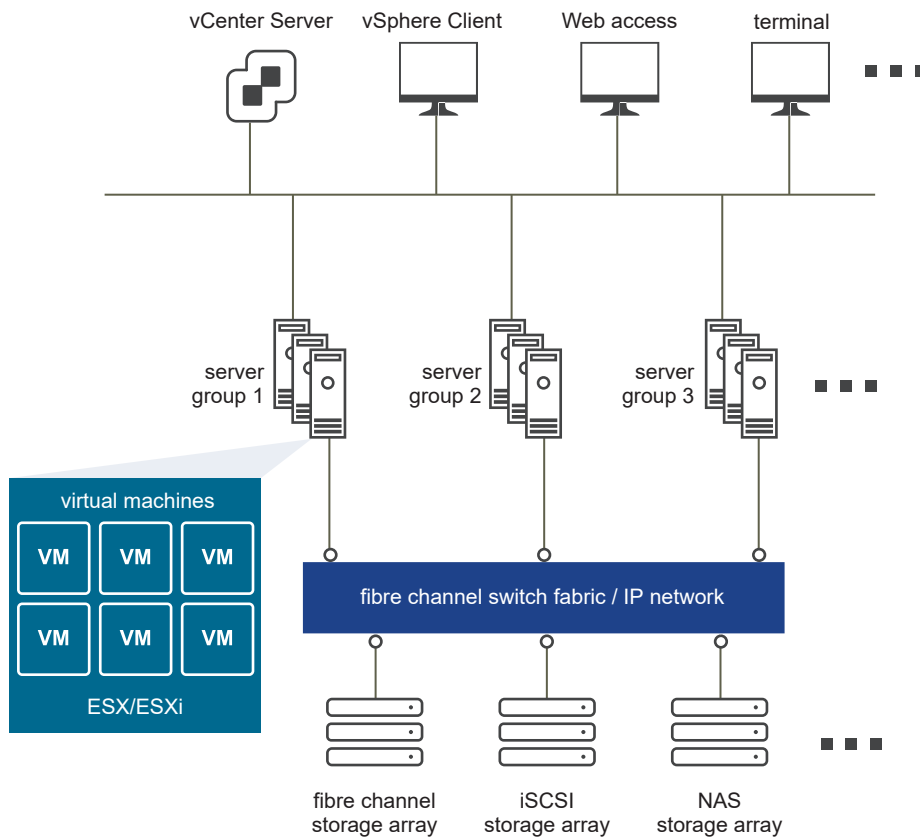 vCenter Server
vSphere Client
Web access
terminal
server
group 1
server
group 2
server
group 3
virtual machines
VM
VM
VM
VM
VM
VM
ESX/ESXi
fibre channel switch fabric / IP network
fibre channel
storage array
iSCSI
storage array
NAS
storage array